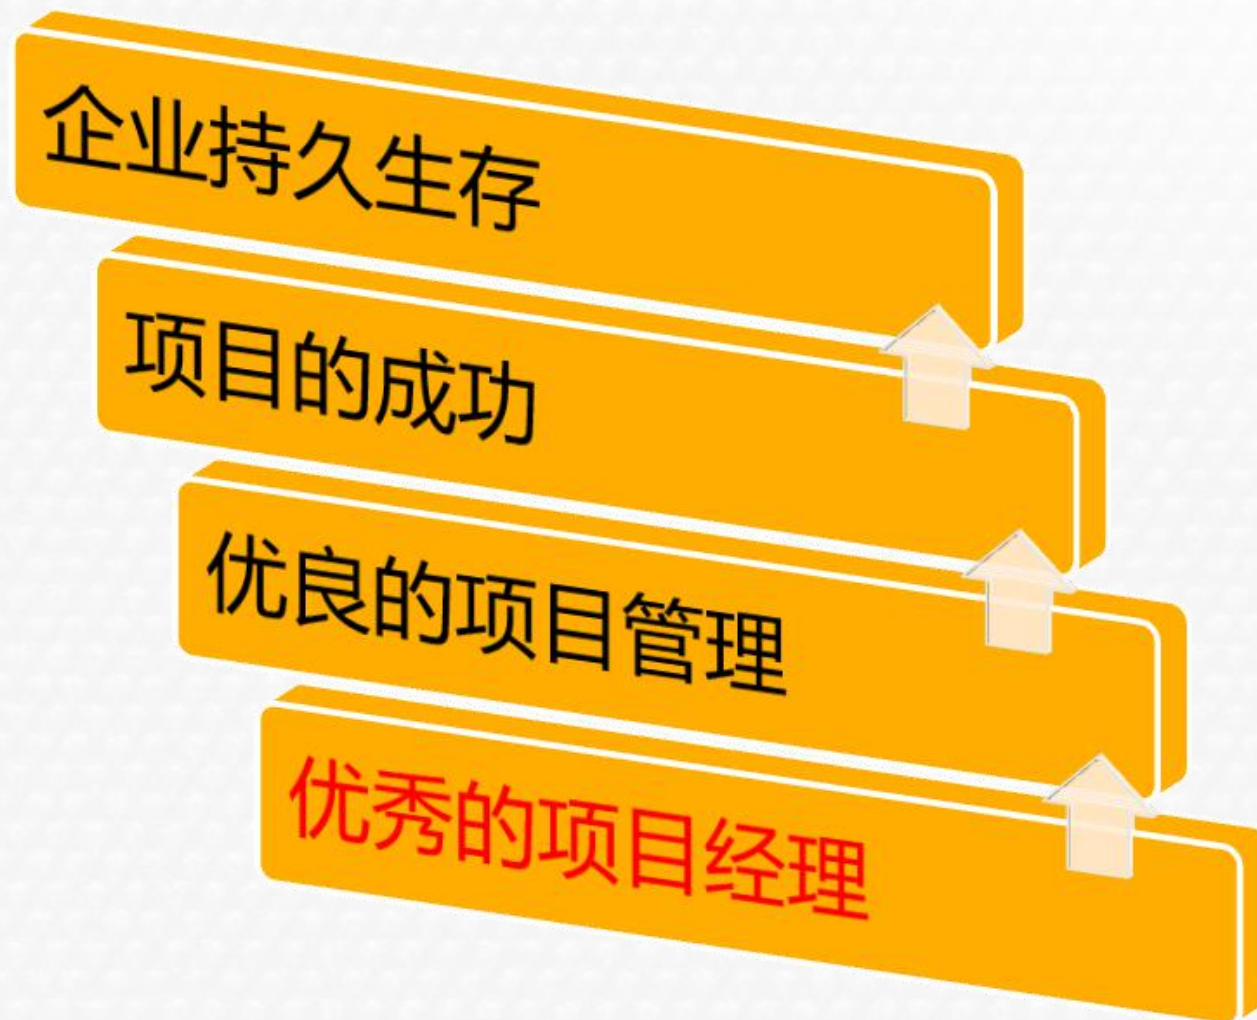 企业持久生存
项目的成功
优良的项目管理
优秀的项目经理